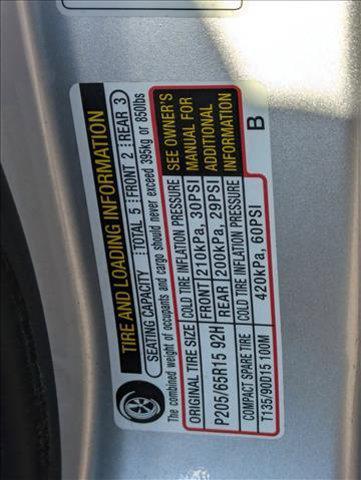 TIRE AND LOADING INFORMATION
SEATING CAPACITY TOTAL 5 FRONT 2 REAR 3
The combined weight of occupants and cargo should never exceed 395kg or 850lbs
ORIGINAL TIRE SIZE COLD TIRE INFLATION PRESSURE SEE OWNER'S
P205/65R15 92H FRONT 210kPa, 30PSI MANUAL FOR
REAR 200kPa, 29PSI ADDITIONAL
COMPACT SPARE TIRE COLD TIRE INFLATION PRESSURE INFORMATION
T135/90D15 100M 420kPa, 60PSI B